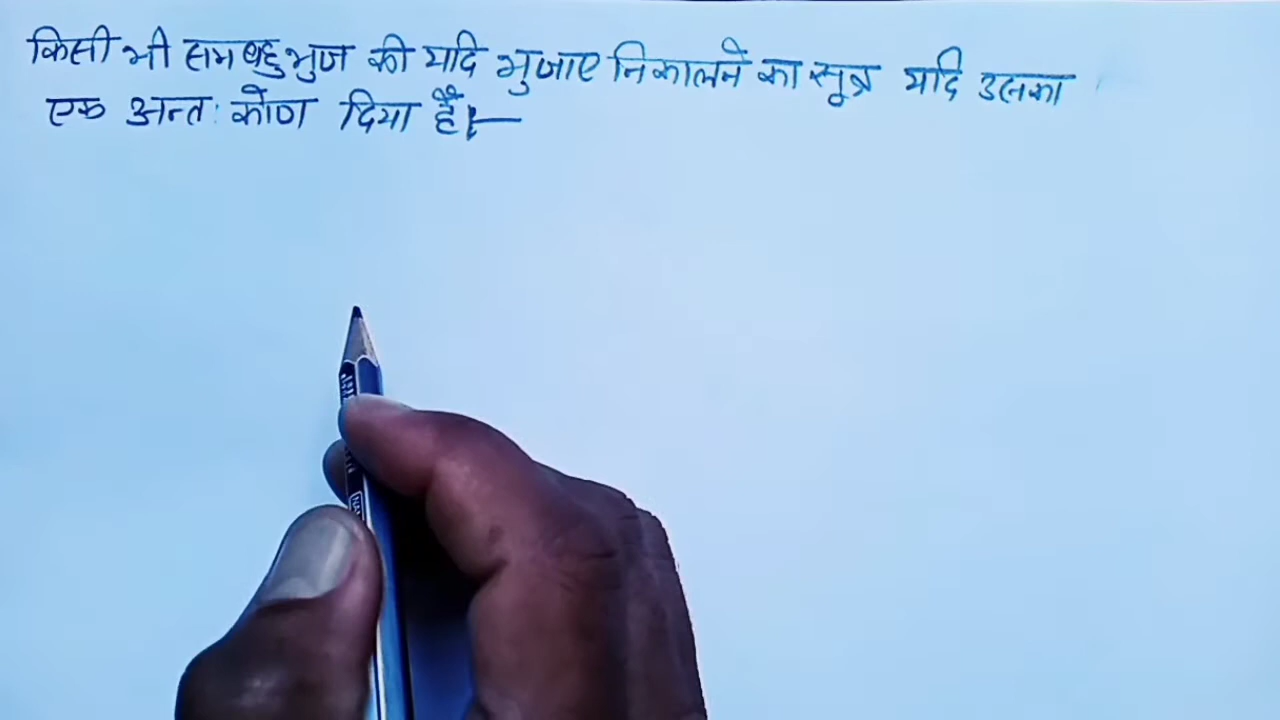 किसी भी समबहुभुज की यदि भुजाए निकालने का सूत्र यदि उसका
एक अन्तः कोण दिया है।—